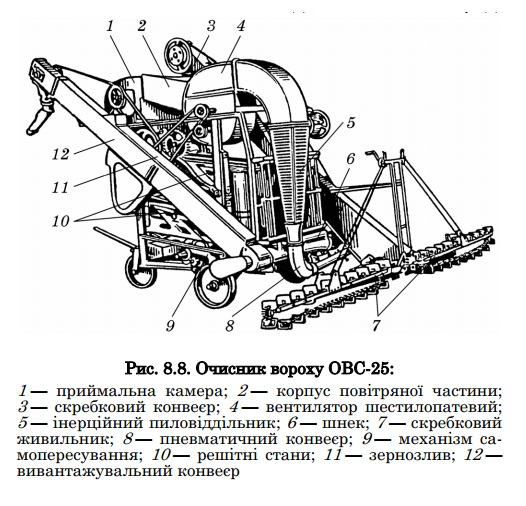 1 2 3 4
5
6
12
11
10
9 8 7
Рис. 8.8. Очисник вороху ОВС-25:
1 — приймальна камера; 2 — корпус повітряної частини;
3 — скребковий конвеєр; 4 — вентилятор шестилопатевий;
5 — інерційний пиловіддільник; 6 — шнек; 7 — скребковий
живильник; 8 — пневматичний конвеєр; 9 — механізм са-
мопересування; 10 — решітні стани; 11 — зернозлив; 12 —
вивантажувальний конвеєр